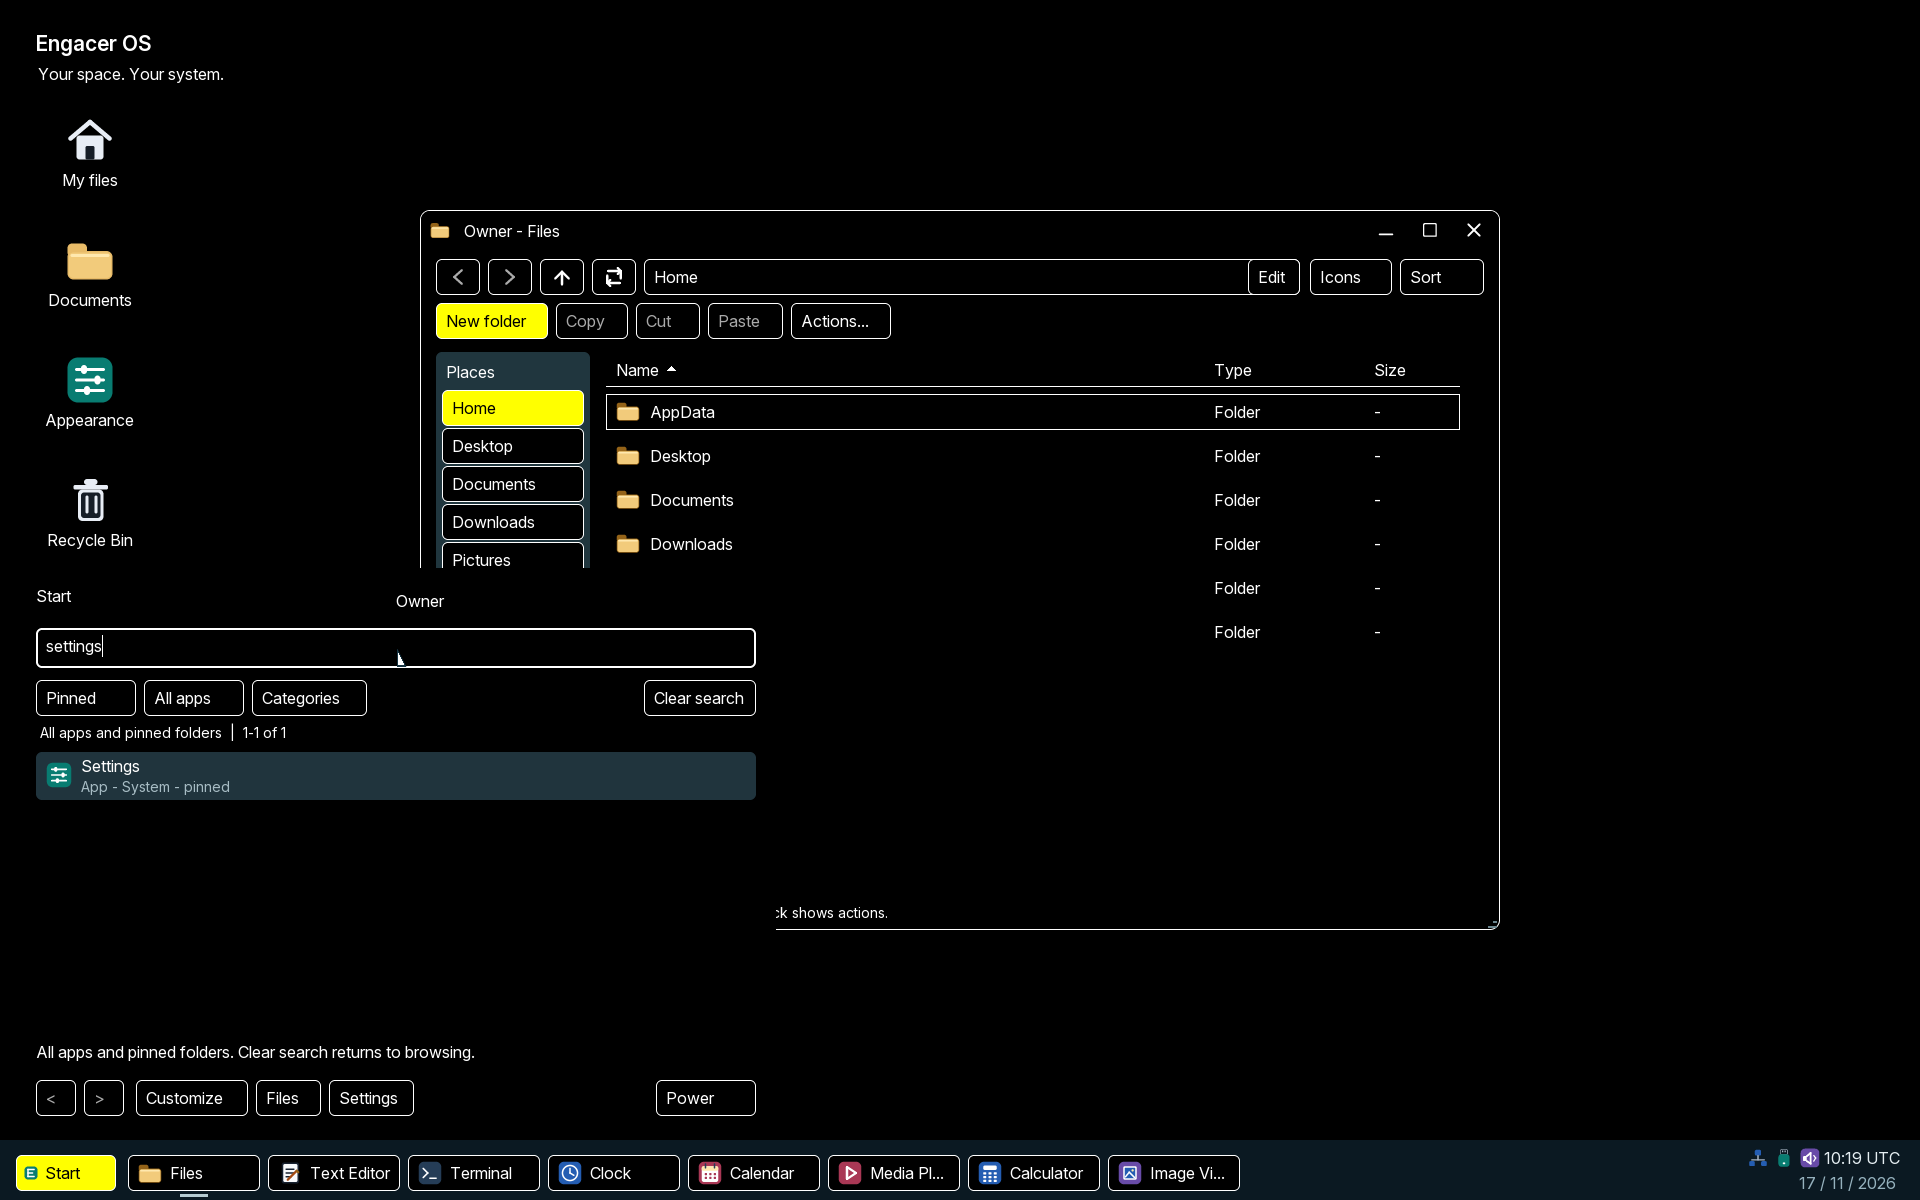 Engacer OS
Your space. Your system.
My files
Documents
Appearance
Recycle Bin
Owner - Files
Home
Edit
Icons
Sort
New folder
Copy
Cut
Paste
Actions...
Places
Home
Desktop
Documents
Downloads
Pictures
Name Type Size
AppData Folder -
Desktop Folder -
Documents Folder -
Downloads Folder -
Folder -
Folder -
ck shows actions.
Start
Owner
settings
Pinned
All apps
Categories
Clear search
All apps and pinned folders | 1-1 of 1
Settings
App - System - pinned
All apps and pinned folders. Clear search returns to browsing.
< > Customize Files Settings Power
Start Files Text Editor Terminal Clock Calendar Media Pl... Calculator Image Vi... 10:19 UTC
17 / 11 / 2026